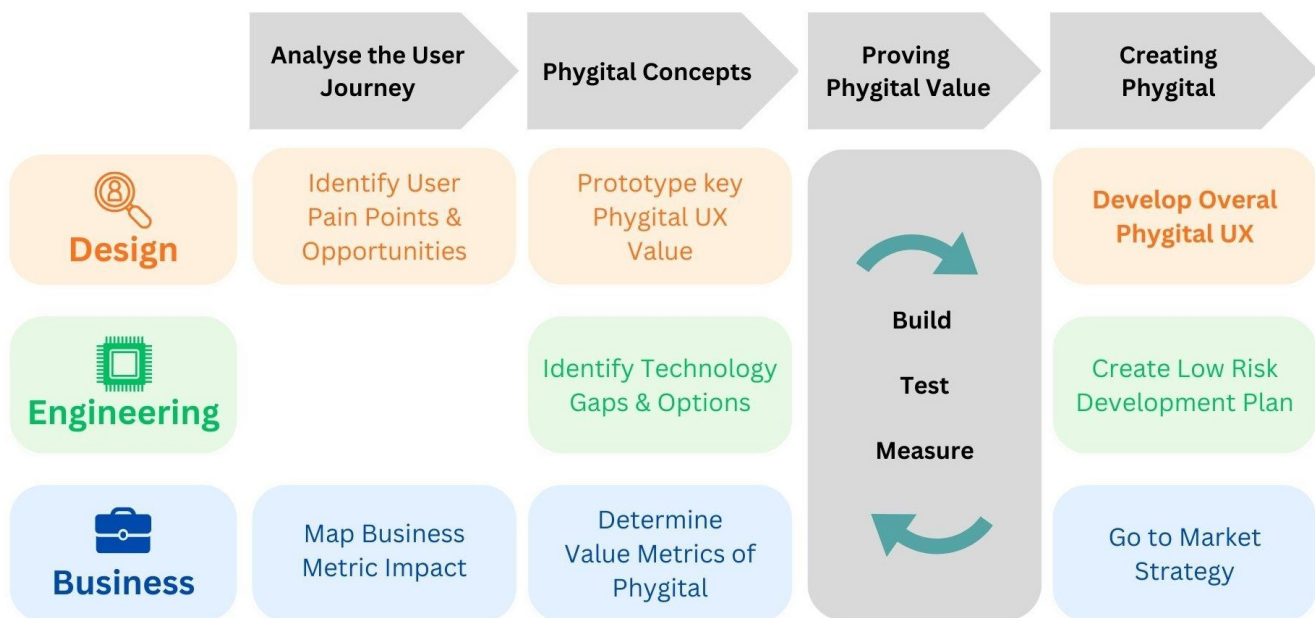 Analyse the User
Journey
Phygital Concepts
Proving
Phygital Value
Creating
Phygital
Design
Identify User
Pain Points &
Opportunities
Prototype key
Phygital UX
Value
Develop Overal
Phygital UX
Engineering
Identify Technology
Gaps & Options
Build
Test
Measure
Create Low Risk
Development Plan
Business
Map Business
Metric Impact
Determine
Value Metrics of
Phygital
Go to Market
Strategy